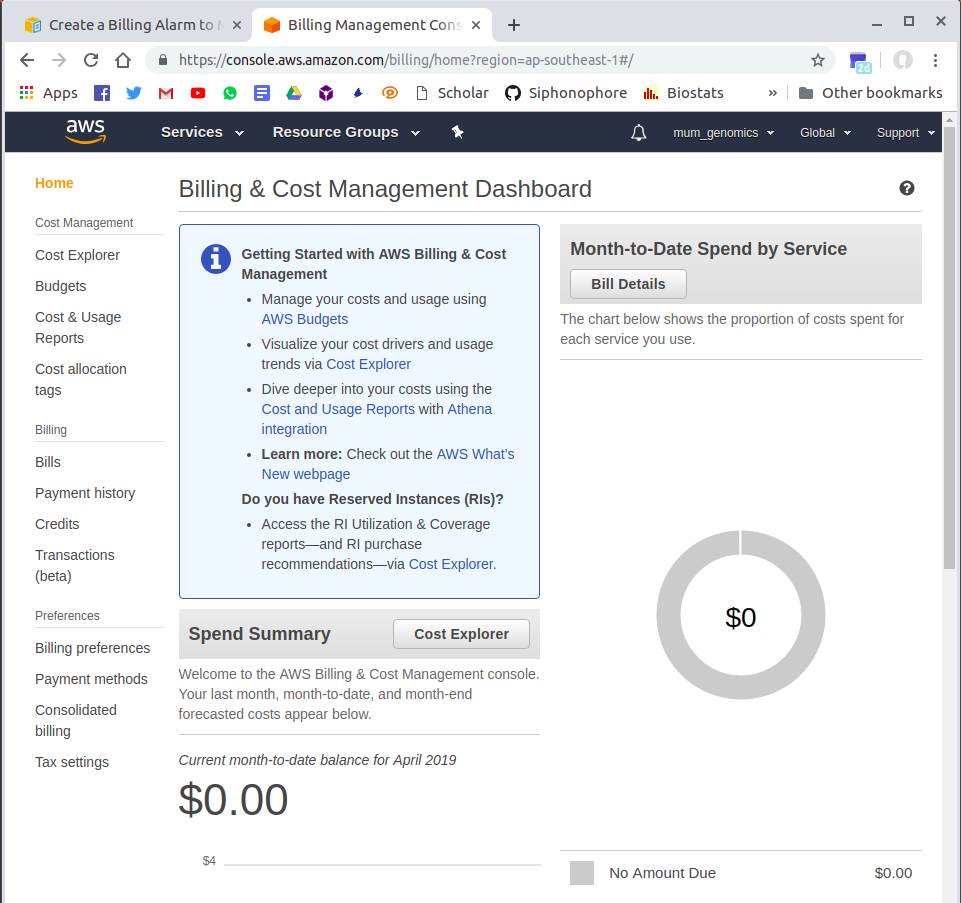 Create a Billing Alarm to M
Billing Management Cons
https://console.aws.amazon.com/billing/home?region=ap-southeast-1#/
2d
Apps
Scholar
Siphonophore
Biostats
»
Other bookmarks
aws
Services
Resource Groups
mum_genomics
Global
Support
Home
Cost Management
Cost Explorer
Budgets
Cost & Usage
Reports
Cost allocation
tags
Billing
Bills
Payment history
Credits
Transactions
(beta)
Preferences
Billing preferences
Payment methods
Consolidated
billing
Tax settings
Billing & Cost Management Dashboard
?
Getting Started with AWS Billing & Cost
Management
• Manage your costs and usage using
AWS Budgets
• Visualize your cost drivers and usage
trends via Cost Explorer
• Dive deeper into your costs using the
Cost and Usage Reports with Athena
integration
• Learn more: Check out the AWS What's
New webpage
Do you have Reserved Instances (RIs)?
• Access the RI Utilization & Coverage
reports—and RI purchase
recommendations—via Cost Explorer.
Spend Summary
Cost Explorer
Welcome to the AWS Billing & Cost Management console.
Your last month, month-to-date, and month-end
forecasted costs appear below.
Current month-to-date balance for April 2019
$0.00
$4
Month-to-Date Spend by Service
Bill Details
The chart below shows the proportion of costs spent for
each service you use.
$0
No Amount Due $0.00